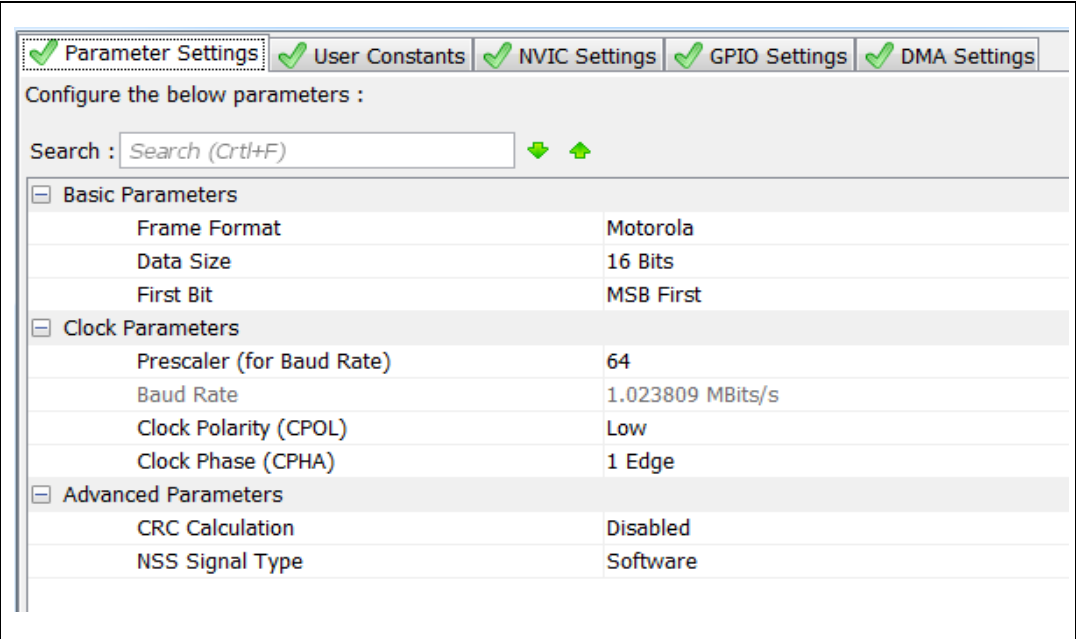 Parameter Settings User Constants NVIC Settings GPIO Settings DMA Settings
Configure the below parameters :
Search : Search (Crtl+F)
Basic Parameters
Frame Format Motorola
Data Size 16 Bits
First Bit MSB First
Clock Parameters
Prescaler (for Baud Rate) 64
Baud Rate 1.023809 MBits/s
Clock Polarity (CPOL) Low
Clock Phase (CPHA) 1 Edge
Advanced Parameters
CRC Calculation Disabled
NSS Signal Type Software